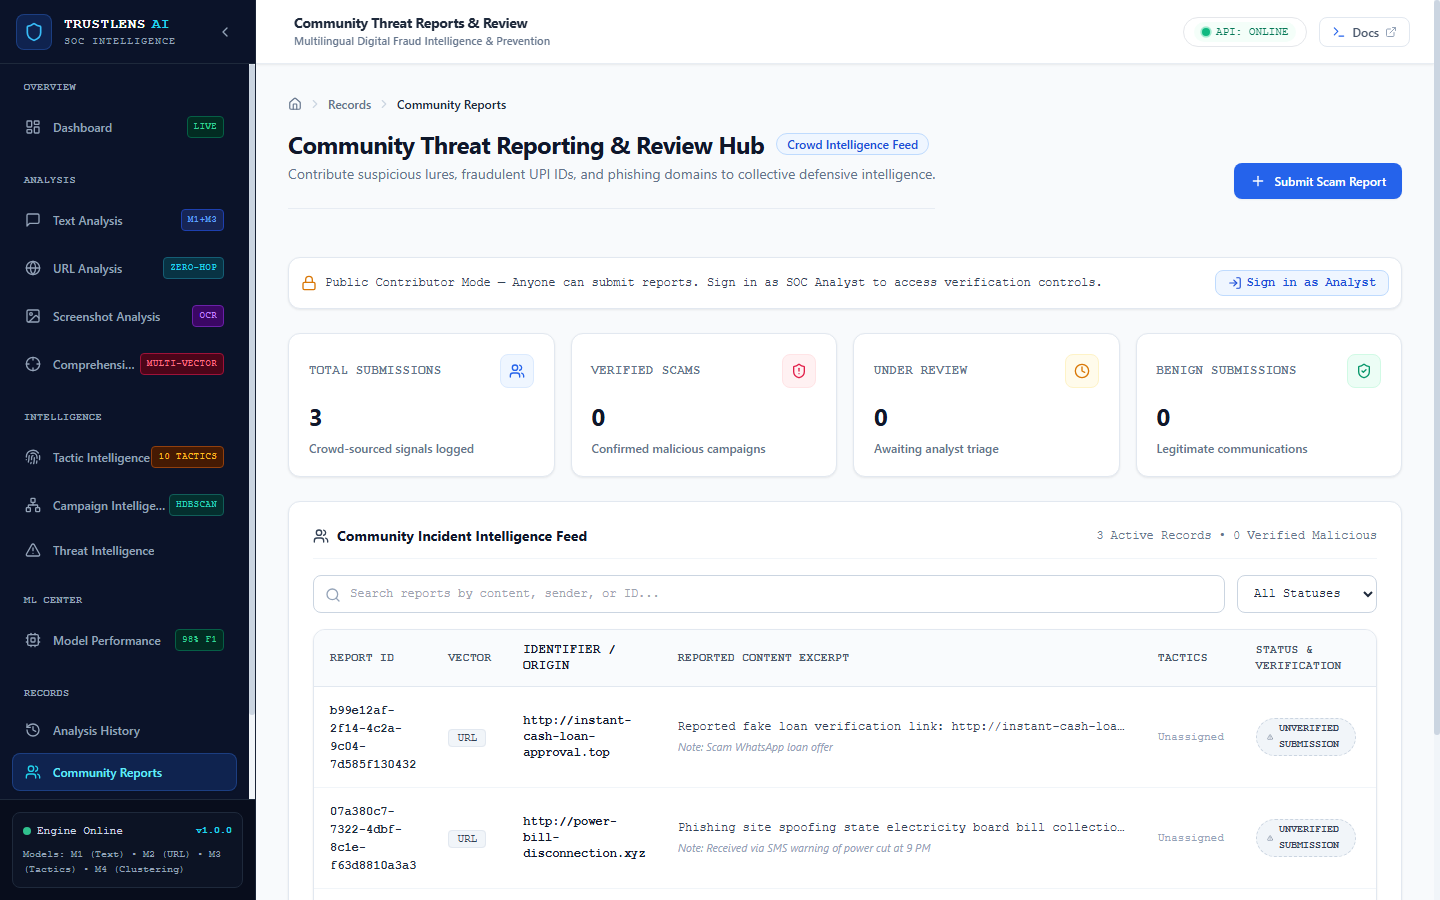 TRUSTLENS AI
SOC INTELLIGENCE
OVERVIEW
Dashboard LIVE
ANALYSIS
Text Analysis M1+M3
URL Analysis ZERO-HOP
Screenshot Analysis OCR
Comprehensi... MULTI-VECTOR
INTELLIGENCE
Tactic Intelligence 10 TACTICS
Campaign Intellige... HDBSCAN
Threat Intelligence
ML CENTER
Model Performance 98% F1
RECORDS
Analysis History
Community Reports
Engine Online v1.0.0
Models: M1 (Text) • M2 (URL) • M3
(Tactics) • M4 (Clustering)
Community Threat Reports & Review
Multilingual Digital Fraud Intelligence & Prevention
API: ONLINE
Docs
Records
Community Reports
Community Threat Reporting & Review Hub
Crowd Intelligence Feed
Contribute suspicious lures, fraudulent UPI IDs, and phishing domains to collective defensive intelligence.
Submit Scam Report
Public Contributor Mode — Anyone can submit reports. Sign in as SOC Analyst to access verification controls.
Sign in as Analyst
TOTAL SUBMISSIONS
3
Crowd-sourced signals logged
VERIFIED SCAMS
0
Confirmed malicious campaigns
UNDER REVIEW
0
Awaiting analyst triage
BENIGN SUBMISSIONS
0
Legitimate communications
Community Incident Intelligence Feed
3 Active Records • 0 Verified Malicious
Search reports by content, sender, or ID...
All Statuses
REPORT ID
VECTOR
IDENTIFIER /
ORIGIN
REPORTED CONTENT EXCERPT
TACTICS
STATUS &
VERIFICATION
b99e12af-
2f14-4c2a-
9c04-
7d585f130432
URL
http://instant-
cash-loan-
approval.top
Reported fake loan verification link: http://instant-cash-loa...
Note: Scam WhatsApp loan offer
Unassigned
UNVERIFIED
SUBMISSION
07a380c7-
7322-4dbf-
8c1e-
f63d8810a3a3
URL
http://power-
bill-
disconnection.xyz
Phishing site spoofing state electricity board bill collectio...
Note: Received via SMS warning of power cut at 9 PM
Unassigned
UNVERIFIED
SUBMISSION